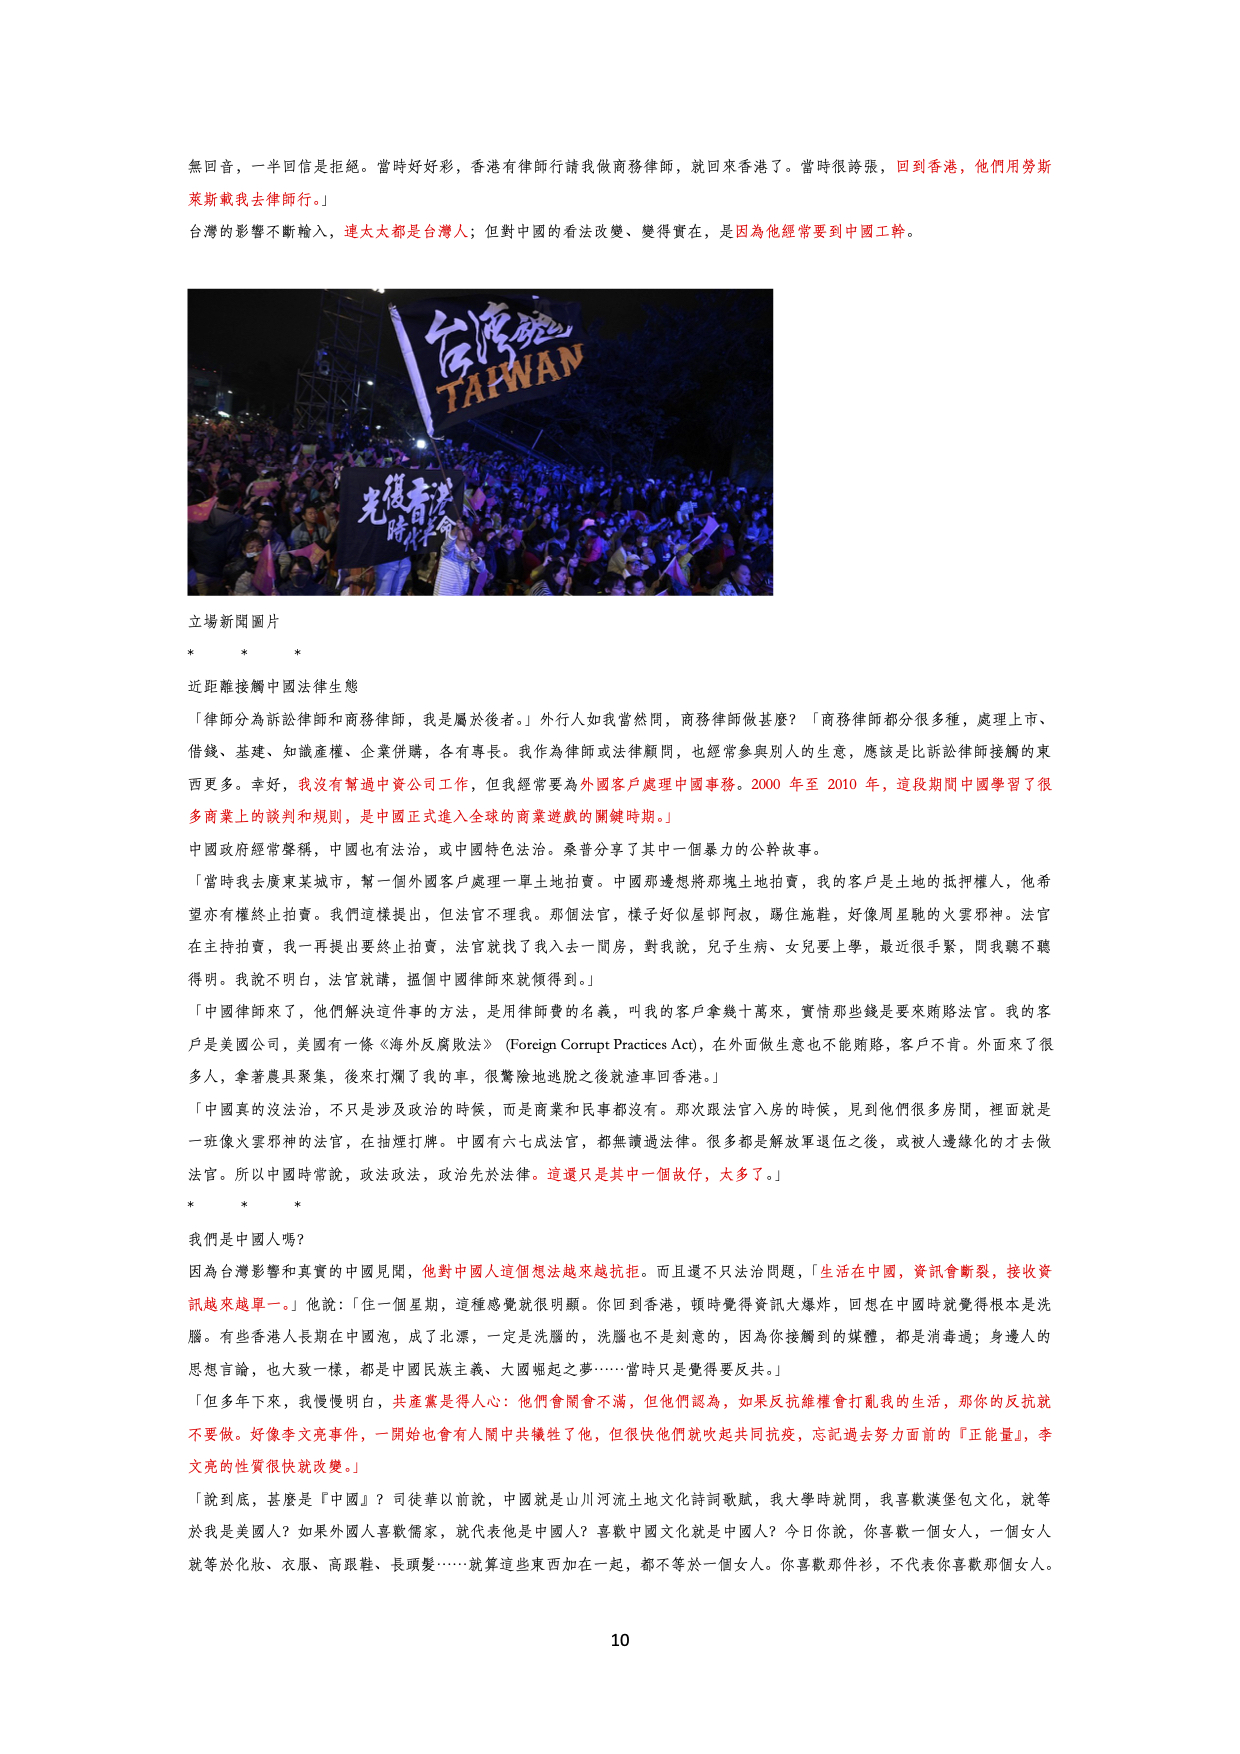 無回音，一半回信是拒絕。當時好好彩，香港有律師行請我做商務律師，就回來香港了。當時很誇張，回到香港，他們用勞斯
萊斯載我去律師行。」
台灣的影響不斷輸入，連太太都是台灣人；但對中國的看法改變、變得實在，是因為他經常要到中國工幹。
台灣魂
TAIWAN
光復香港
時代革命
立場新聞圖片
* * *
近距離接觸中國法律生態
「律師分為訴訟律師和商務律師，我是屬於後者。」外行人如我當然問，商務律師做甚麼？「商務律師都分很多種，處理上市、
借錢、基建、知識產權、企業併購，各有專長。我作為律師或法律顧問，也經常參與別人的生意，應該是比訴訟律師接觸的東
西更多。幸好，我沒有幫過中資公司工作，但我經常要為外國客戶處理中國事務。2000 年至 2010 年，這段期間中國學習了很
多商業上的談判和規則，是中國正式進入全球的商業遊戲的關鍵時期。」
中國政府經常聲稱，中國也有法治，或中國特色法治。桑普分享了其中一個暴力的公幹故事。
「當時我去廣東某城市，幫一個外國客戶處理一單土地拍賣。中國那邊想將那塊土地拍賣，我的客戶是土地的抵押權人，他希
望亦有權終止拍賣。我們這樣提出，但法官不理我。那個法官，樣子好似屋邨阿叔，踢住拖鞋，好像周星馳的火雲邪神。法官
在主持拍賣，我一再提出要終止拍賣，法官就找了我入去一間房，對我說，兒子生病、女兒要上學，最近很手緊，問我聽不聽
得明。我說不明白，法官就講，搵個中國律師來就傾得到。」
「中國律師來了，他們解決這件事的方法，是用律師費的名義，叫我的客戶拿幾十萬來，實情那些錢是要來賄賂法官。我的客
戶是美國公司，美國有一條《海外反腐敗法》 (Foreign Corrupt Practices Act)，在外面做生意也不能賄賂，客戶不肯。外面來了很
多人，拿著農具聚集，後來打爛了我的車，很驚險地逃脫之後就渣車回香港。」
「中國真的沒法治，不只是涉及政治的時候，而是商業和民事都沒有。那次跟法官入房的時候，見到他們很多房間，裡面就是
一班像火雲邪神的法官，在抽煙打牌。中國有六七成法官，都無讀過法律。很多都是解放軍退伍之後，或被人邊緣化的才去做
法官。所以中國時常說，政法政法，政治先於法律。這還只是其中一個故仔，太多了。」
* * *
我們是中國人嗎?
因為台灣影響和真實的中國見聞，他對中國人這個想法越來越抗拒。而且還不只法治問題，「生活在中國，資訊會斷裂，接收資
訊越來越單一。」他說：「住一個星期，這種感覺就很明顯。你回到香港，頓時覺得資訊大爆炸，回想在中國時就覺得根本是洗
腦。有些香港人長期在中國泡，成了北漂，一定是洗腦的，洗腦也不是刻意的，因為你接觸到的媒體，都是消毒過；身邊人的
思想言論，也大致一樣，都是中國民族主義、大國崛起之夢⋯⋯當時只是覺得要反共。」
「但多年下來，我慢慢明白，共產黨是得人心：他們會鬧會不滿，但他們認為，如果反抗維權會打亂我的生活，那你的反抗就
不要做。好像李文亮事件，一開始也會有人鬧中共犧牲了他，但很快他們就吹起共同抗疫，忘記過去努力面前的『正能量』，李
文亮的性質很快就改變。」
「說到底，甚麼是『中國』？司徒華以前說，中國就是山川河流土地文化詩詞歌賦，我大學時就問，我喜歡漢堡包文化，就等
於我是美國人？如果外國人喜歡儒家，就代表他是中國人？喜歡中國文化就是中國人？今日你說，你喜歡一個女人，一個女人
就等於化妝、衣服、高跟鞋、長頭髮⋯⋯就算這些東西加在一起，都不等於一個女人。你喜歡那件衫，不代表你喜歡那個女人。
10